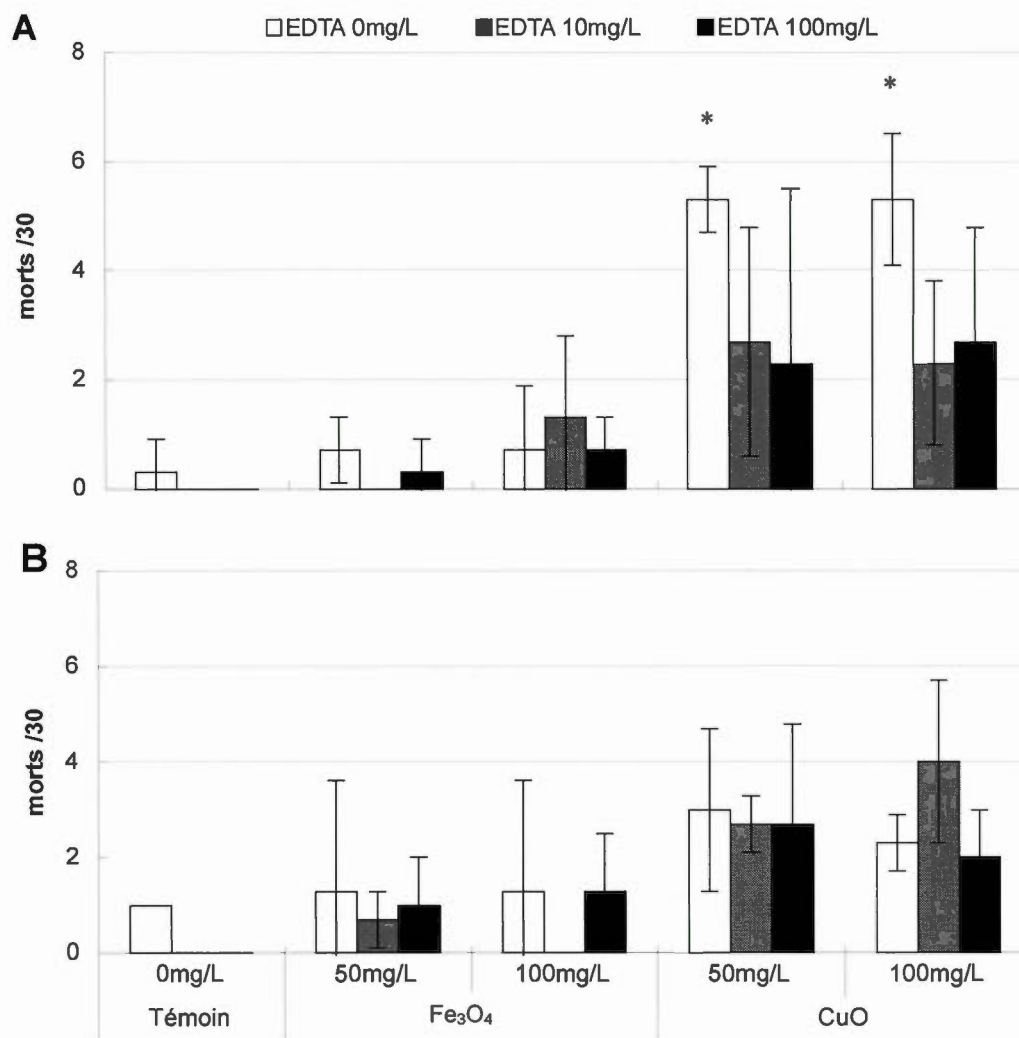 A
EDTA 0mg/L EDTA 10mg/L EDTA 100mg/L
8
*
*
6
morts /30
4
2
0
B
8
6
morts /30
4
2
0
0mg/L 50mg/L 100mg/L 50mg/L 100mg/L
Témoin Fe₃O₄ CuO